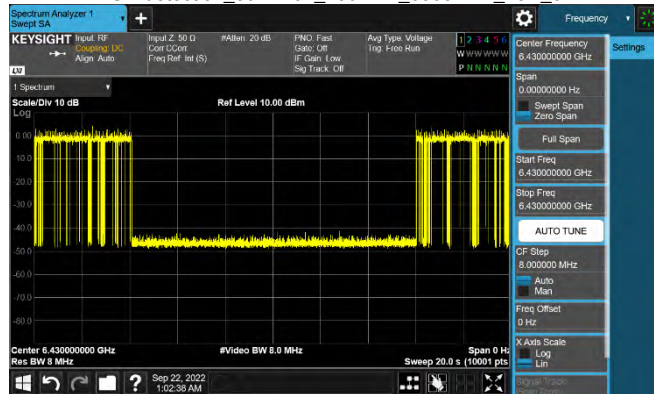 Spectrum Analyzer 1
Swept SA
+
Frequency
KEYSIGHT
Input: RF
Coupling: DC
Align: Auto
Input Z: 50 Ω
Corr CCorr
Freq Ref: Int (S)
#Atten: 20 dB
PNO: Fast
Gate: Off
IF Gain: Low
Sig Track: Off
Avg Type: Voltage
Trig: Free Run
1 2 3 4 5 6
W W W W W W
P N N N N N
LXI
1 Spectrum
Scale/Div 10 dB
Ref Level 10.00 dBm
Log
0.00
-10.0
-20.0
-30.0
-40.0
-50.0
-60.0
-70.0
-80.0
Center 6.430000000 GHz
Res BW 8 MHz
#Video BW 8.0 MHz
Span 0 Hz
Sweep 20.0 s (10001 pts
Center Frequency
6.430000000 GHz
Settings
Span
0.00000000 Hz
Swept Span
Zero Span
Full Span
Start Freq
6.430000000 GHz
Stop Freq
6.430000000 GHz
AUTO TUNE
CF Step
8.000000 MHz
Auto
Man
Freq Offset
0 Hz
X Axis Scale
Log
Lin
Signal Track
Sep 22, 2022
1:02:38 AM
?